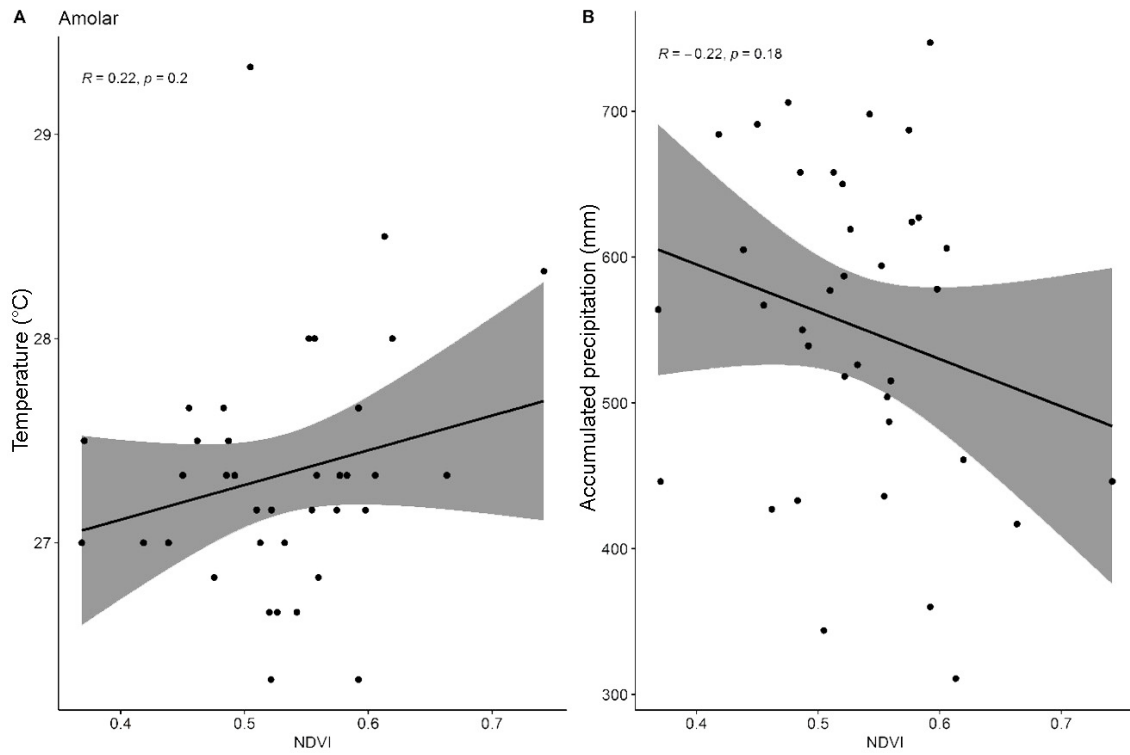 A Amolar
R = 0.22, p = 0.2
Temperature (°C)
29
28
27
0.4 0.5 0.6 0.7
NDVI
B
R = −0.22, p = 0.18
Accumulated precipitation (mm)
700
600
500
400
300
0.4 0.5 0.6 0.7
NDVI